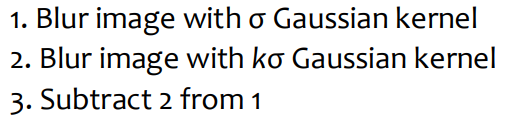 1. Blur image with σ Gaussian kernel
2. Blur image with kσ Gaussian kernel
3. Subtract 2 from 1